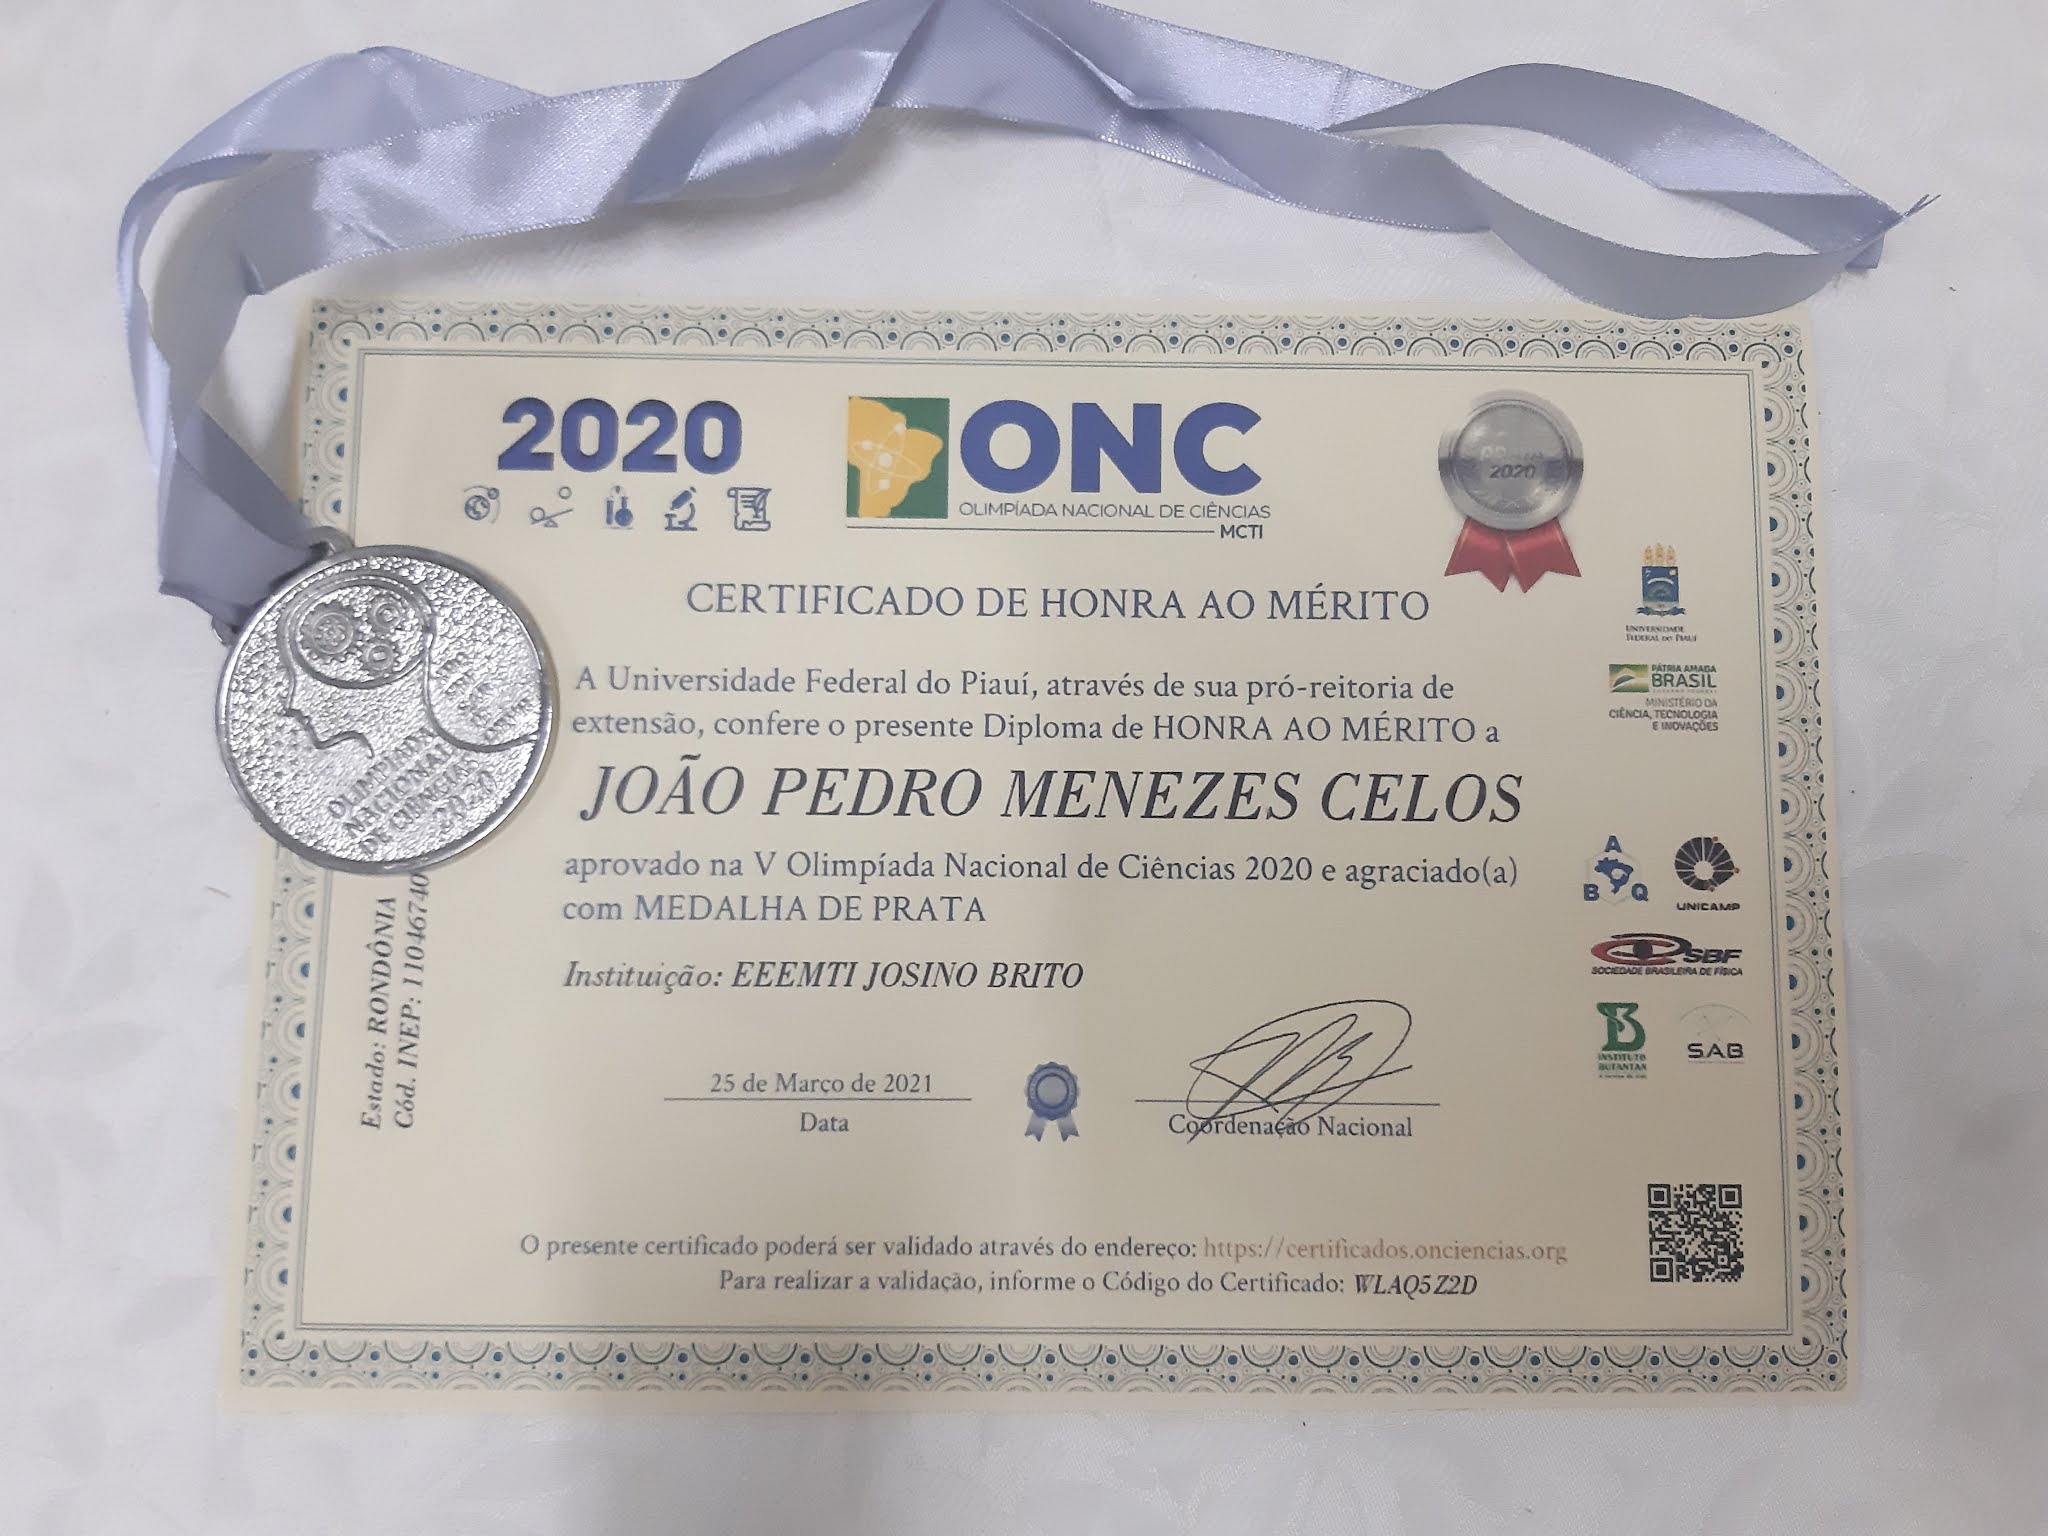 2020
ONC
OLIMPÍADA NACIONAL DE CIÊNCIAS
MCTI
2020
CERTIFICADO DE HONRA AO MÉRITO
UNIVERSIDADE
FEDERAL DO PIAUÍ
PÁTRIA AMADA
BRASIL
MINISTÉRIO DA
CIÊNCIA, TECNOLOGIA
E INOVAÇÕES
A Universidade Federal do Piauí, através de sua pró-reitoria de
extensão, confere o presente Diploma de HONRA AO MÉRITO a
JOÃO PEDRO MENEZES CELOS
aprovado na V Olimpíada Nacional de Ciências 2020 e agraciado(a)
com MEDALHA DE PRATA
Instituição: EEEMTI JOSINO BRITO
OLIMPÍADA
NACIONAL
DE CIÊNCIAS
2020
Estado: RONDÔNIA
Cód. INEP: 11046740
A
B Q
UNICAMP
SBF
SOCIEDADE BRASILEIRA DE FÍSICA
INSTITUTO
BUTANTAN
S.A.B
25 de Março de 2021
Data
Coordenação Nacional
O presente certificado poderá ser validado através do endereço: https://certificados.onciencias.org
Para realizar a validação, informe o Código do Certificado: WLAQ5Z2D